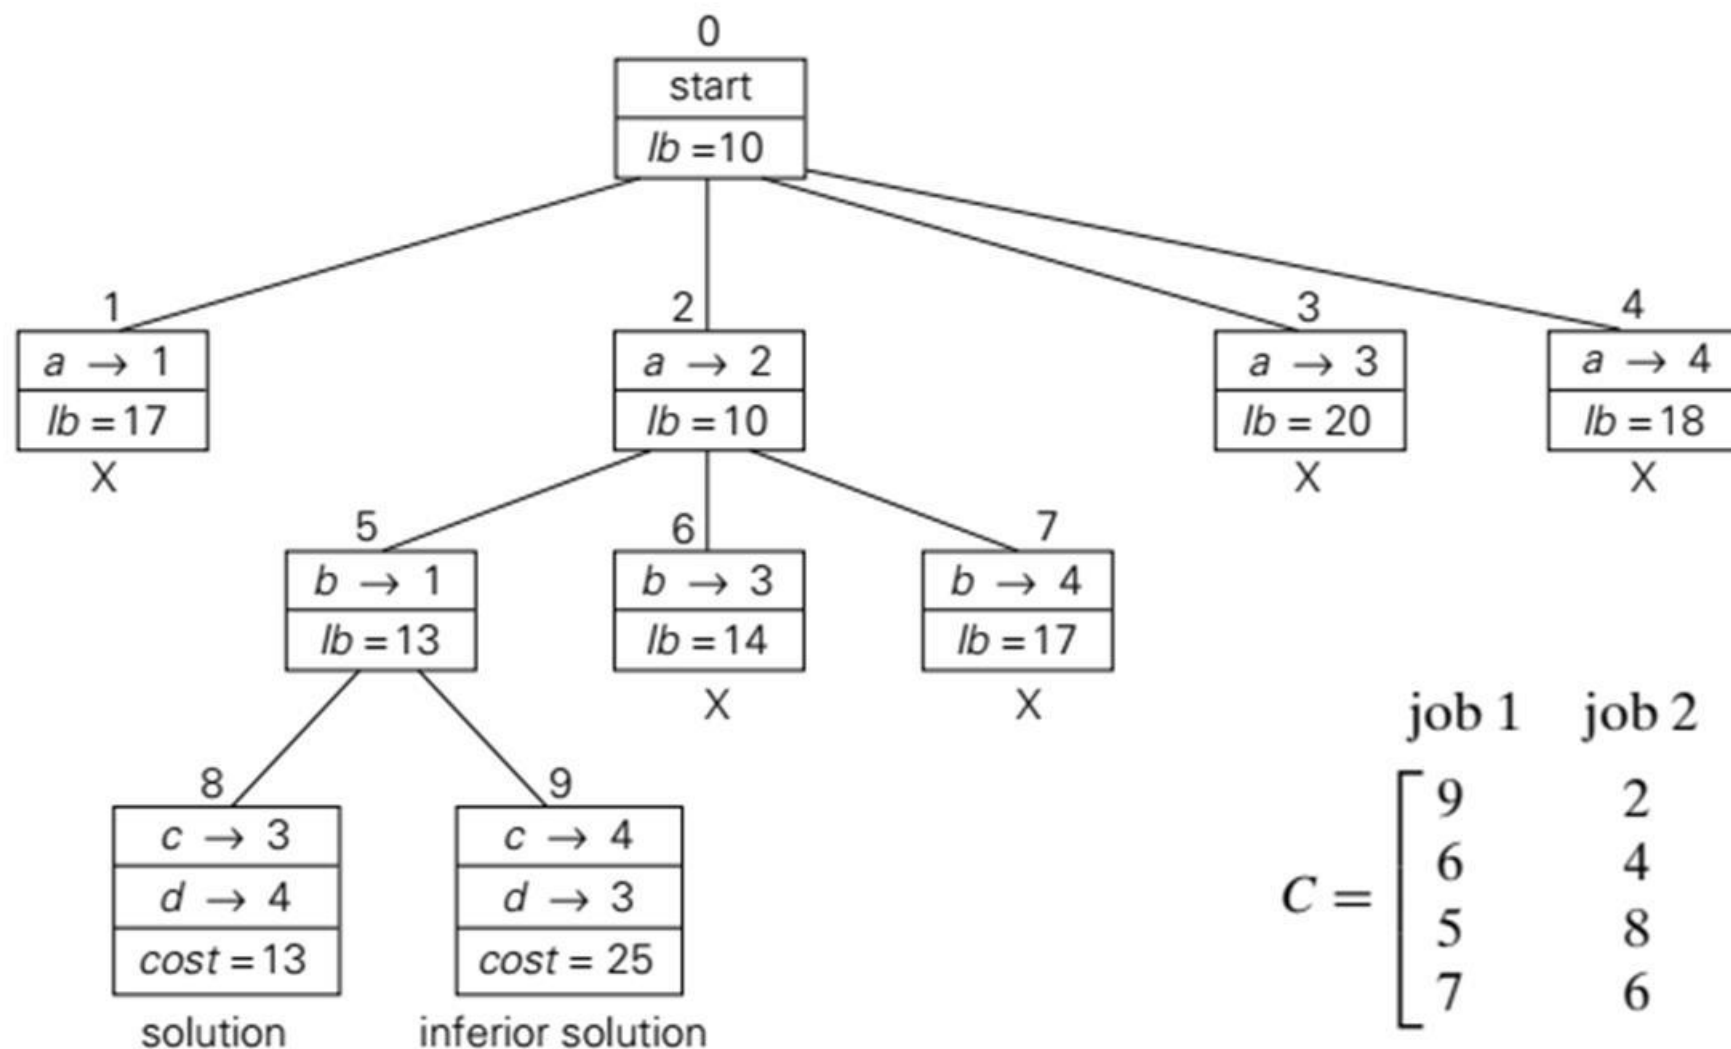 0
start
lb = 10
1 2 3 4
a → 1 a → 2 a → 3 a → 4
lb = 17 lb = 10 lb = 20 lb = 18
X X X
5 6 7
b → 1 b → 3 b → 4
lb = 13 lb = 14 lb = 17
X X
job 1 job 2
8 9
c → 3 c → 4
d → 4 d → 3
cost = 13 cost = 25
solution inferior solution
9 2
6 4
C =
5 8
7 6